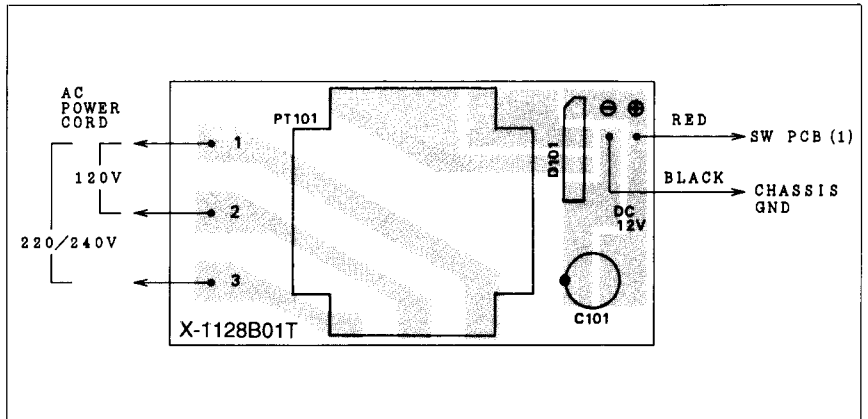 AC
POWER
CORD
120V
220/240V
PT101
1
2
3
X-1128B01T
D101
⊖ ⊕
DC
12V
C101
RED
SW PCB (1)
BLACK
CHASSIS
GND